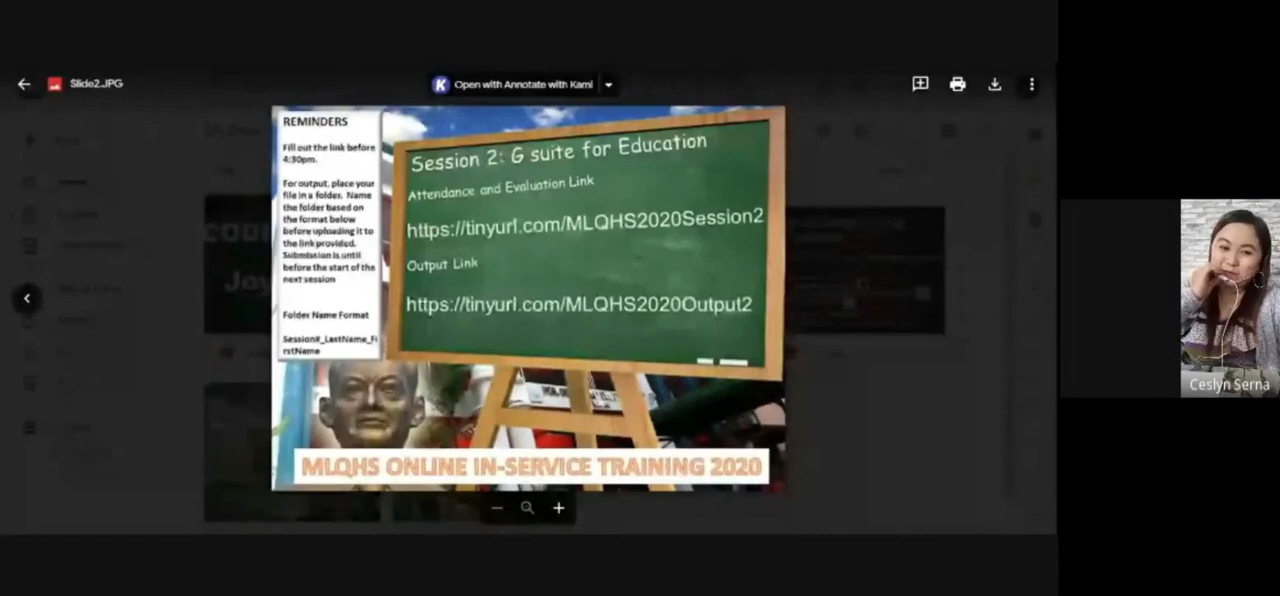 Slide2.JPG
Open with Annotate with Kami
REMINDERS
Fill out the link before
4:30pm.
For output, place your
file in a folder. Name
the folder based on
the format below
before uploading it to
the link provided.
Submission is until
before the start of the
next session
Folder Name Format
Session#_LastName_Fi
rstName
Session 2: G suite for Education
Attendance and Evaluation Link
https://tinyurl.com/MLQHS2020Session2
Output Link
https://tinyurl.com/MLQHS2020Output2
MLQHS ONLINE IN-SERVICE TRAINING 2020
Ceslyn Serna